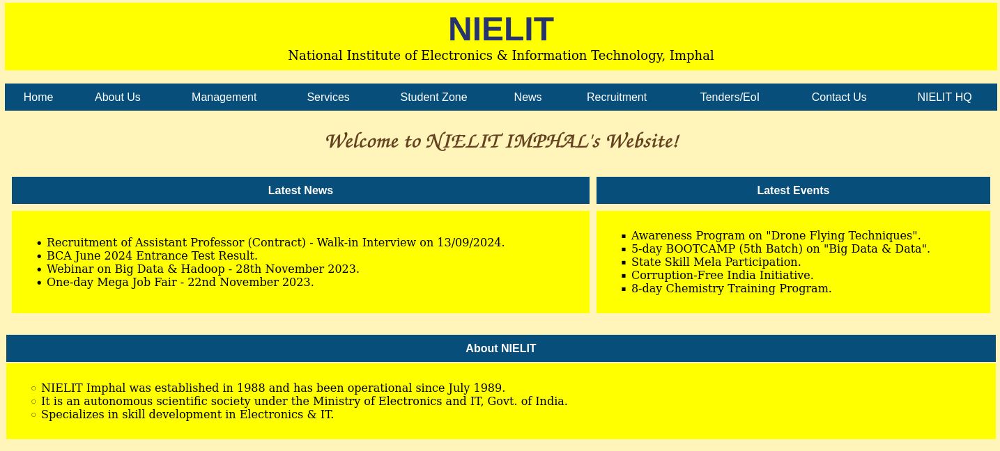 NIELIT
National Institute of Electronics & Information Technology, Imphal
Home About Us Management Services Student Zone News Recruitment Tenders/EoI Contact Us NIELIT HQ
Welcome to NIELIT IMPHAL's Website!
Latest News
Recruitment of Assistant Professor (Contract) - Walk-in Interview on 13/09/2024.
BCA June 2024 Entrance Test Result.
Webinar on Big Data & Hadoop - 28th November 2023.
One-day Mega Job Fair - 22nd November 2023.
Latest Events
Awareness Program on "Drone Flying Techniques".
5-day BOOTCAMP (5th Batch) on "Big Data & Data".
State Skill Mela Participation.
Corruption-Free India Initiative.
8-day Chemistry Training Program.
About NIELIT
NIELIT Imphal was established in 1988 and has been operational since July 1989.
It is an autonomous scientific society under the Ministry of Electronics and IT, Govt. of India.
Specializes in skill development in Electronics & IT.